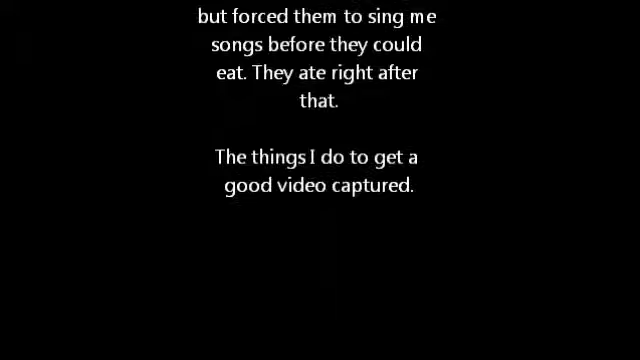 but forced them to sing me
songs before they could
eat. They ate right after
that.
The things I do to get a
good video captured.